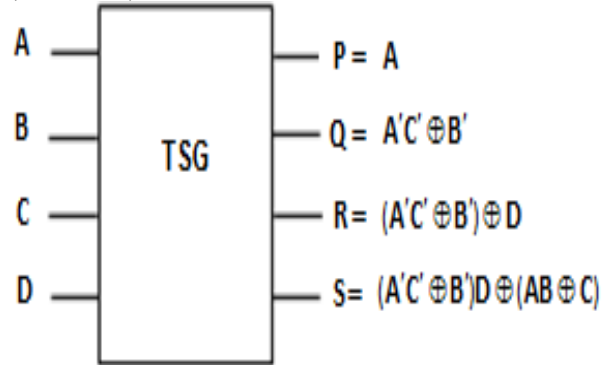 A
P = A
B
Q = A'C' ⊕ B'
TSG
C
R = (A'C' ⊕ B') ⊕ D
D
S = (A'C' ⊕ B')D ⊕ (AB ⊕ C)